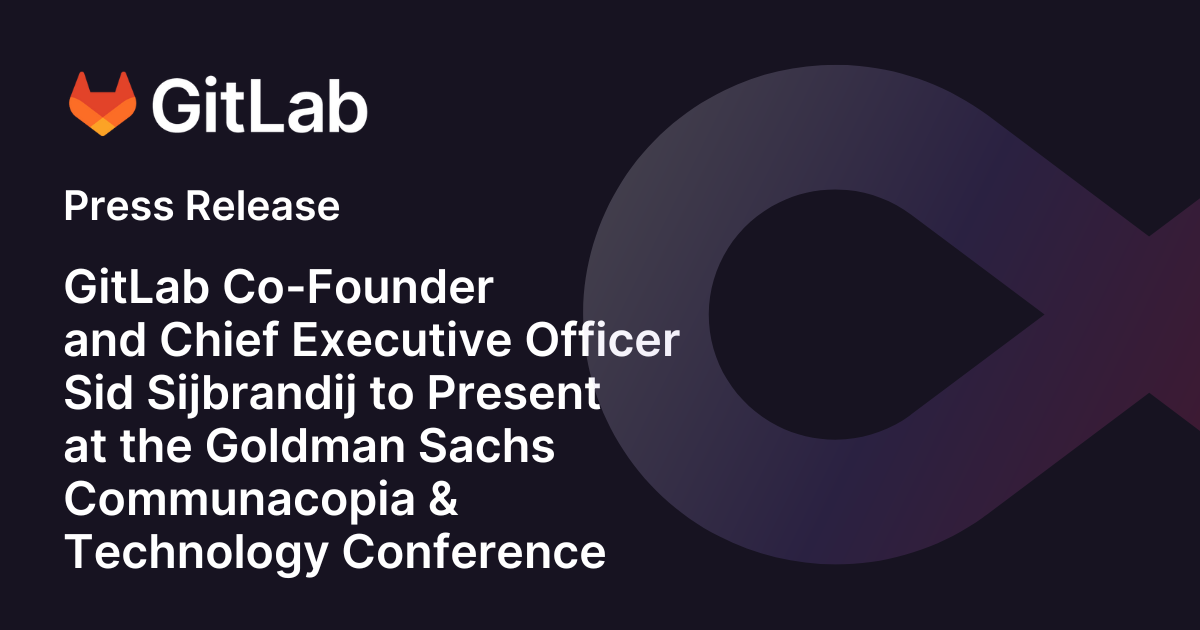 GitLab
Press Release
GitLab Co-Founder
and Chief Executive Officer
Sid Sijbrandij to Present
at the Goldman Sachs
Communacopia &
Technology Conference